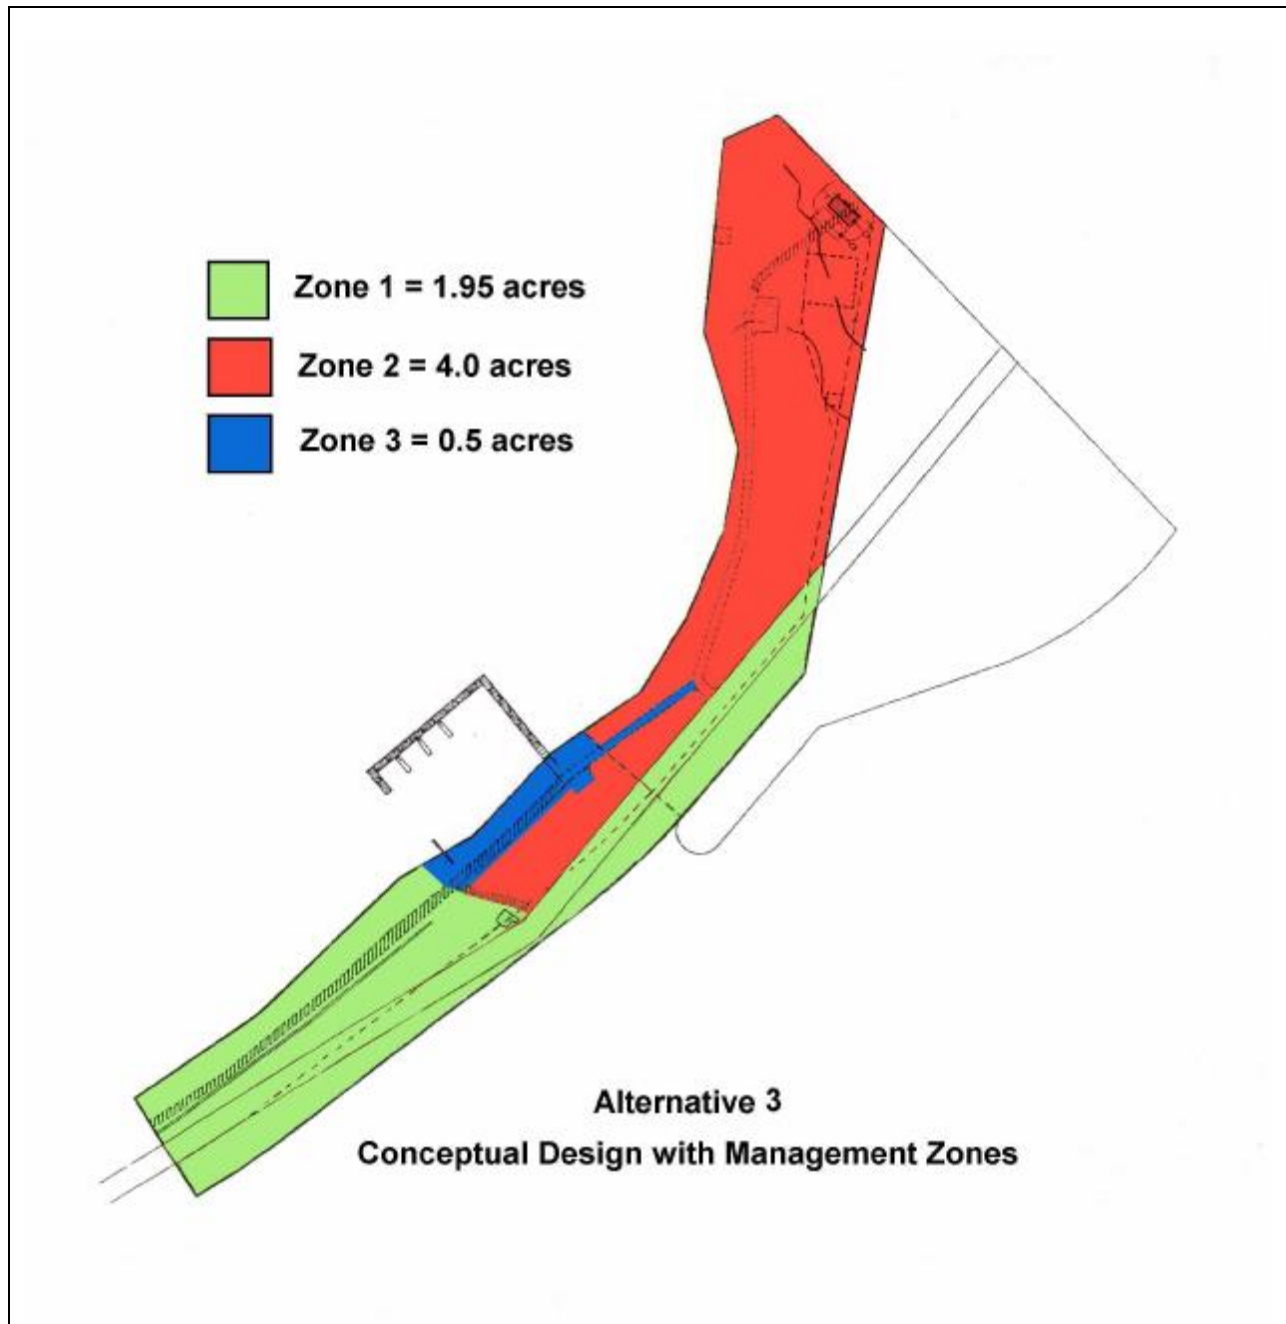 Zone 1 = 1.95 acres
Zone 2 = 4.0 acres
Zone 3 = 0.5 acres
Alternative 3
Conceptual Design with Management Zones